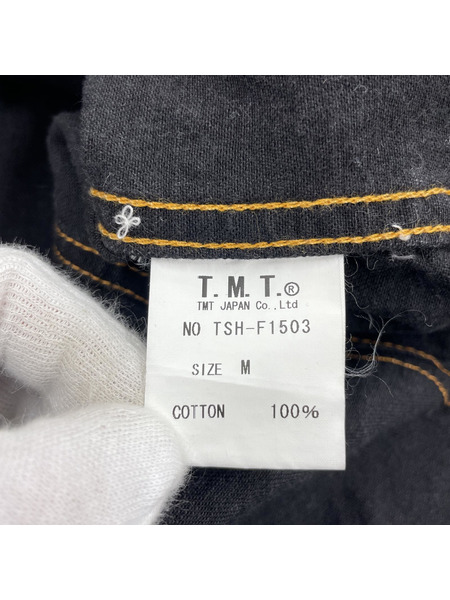 T.M.T.®
TMT JAPAN Co.,Ltd
NO TSH-F1503
SIZE M
COTTON 100%